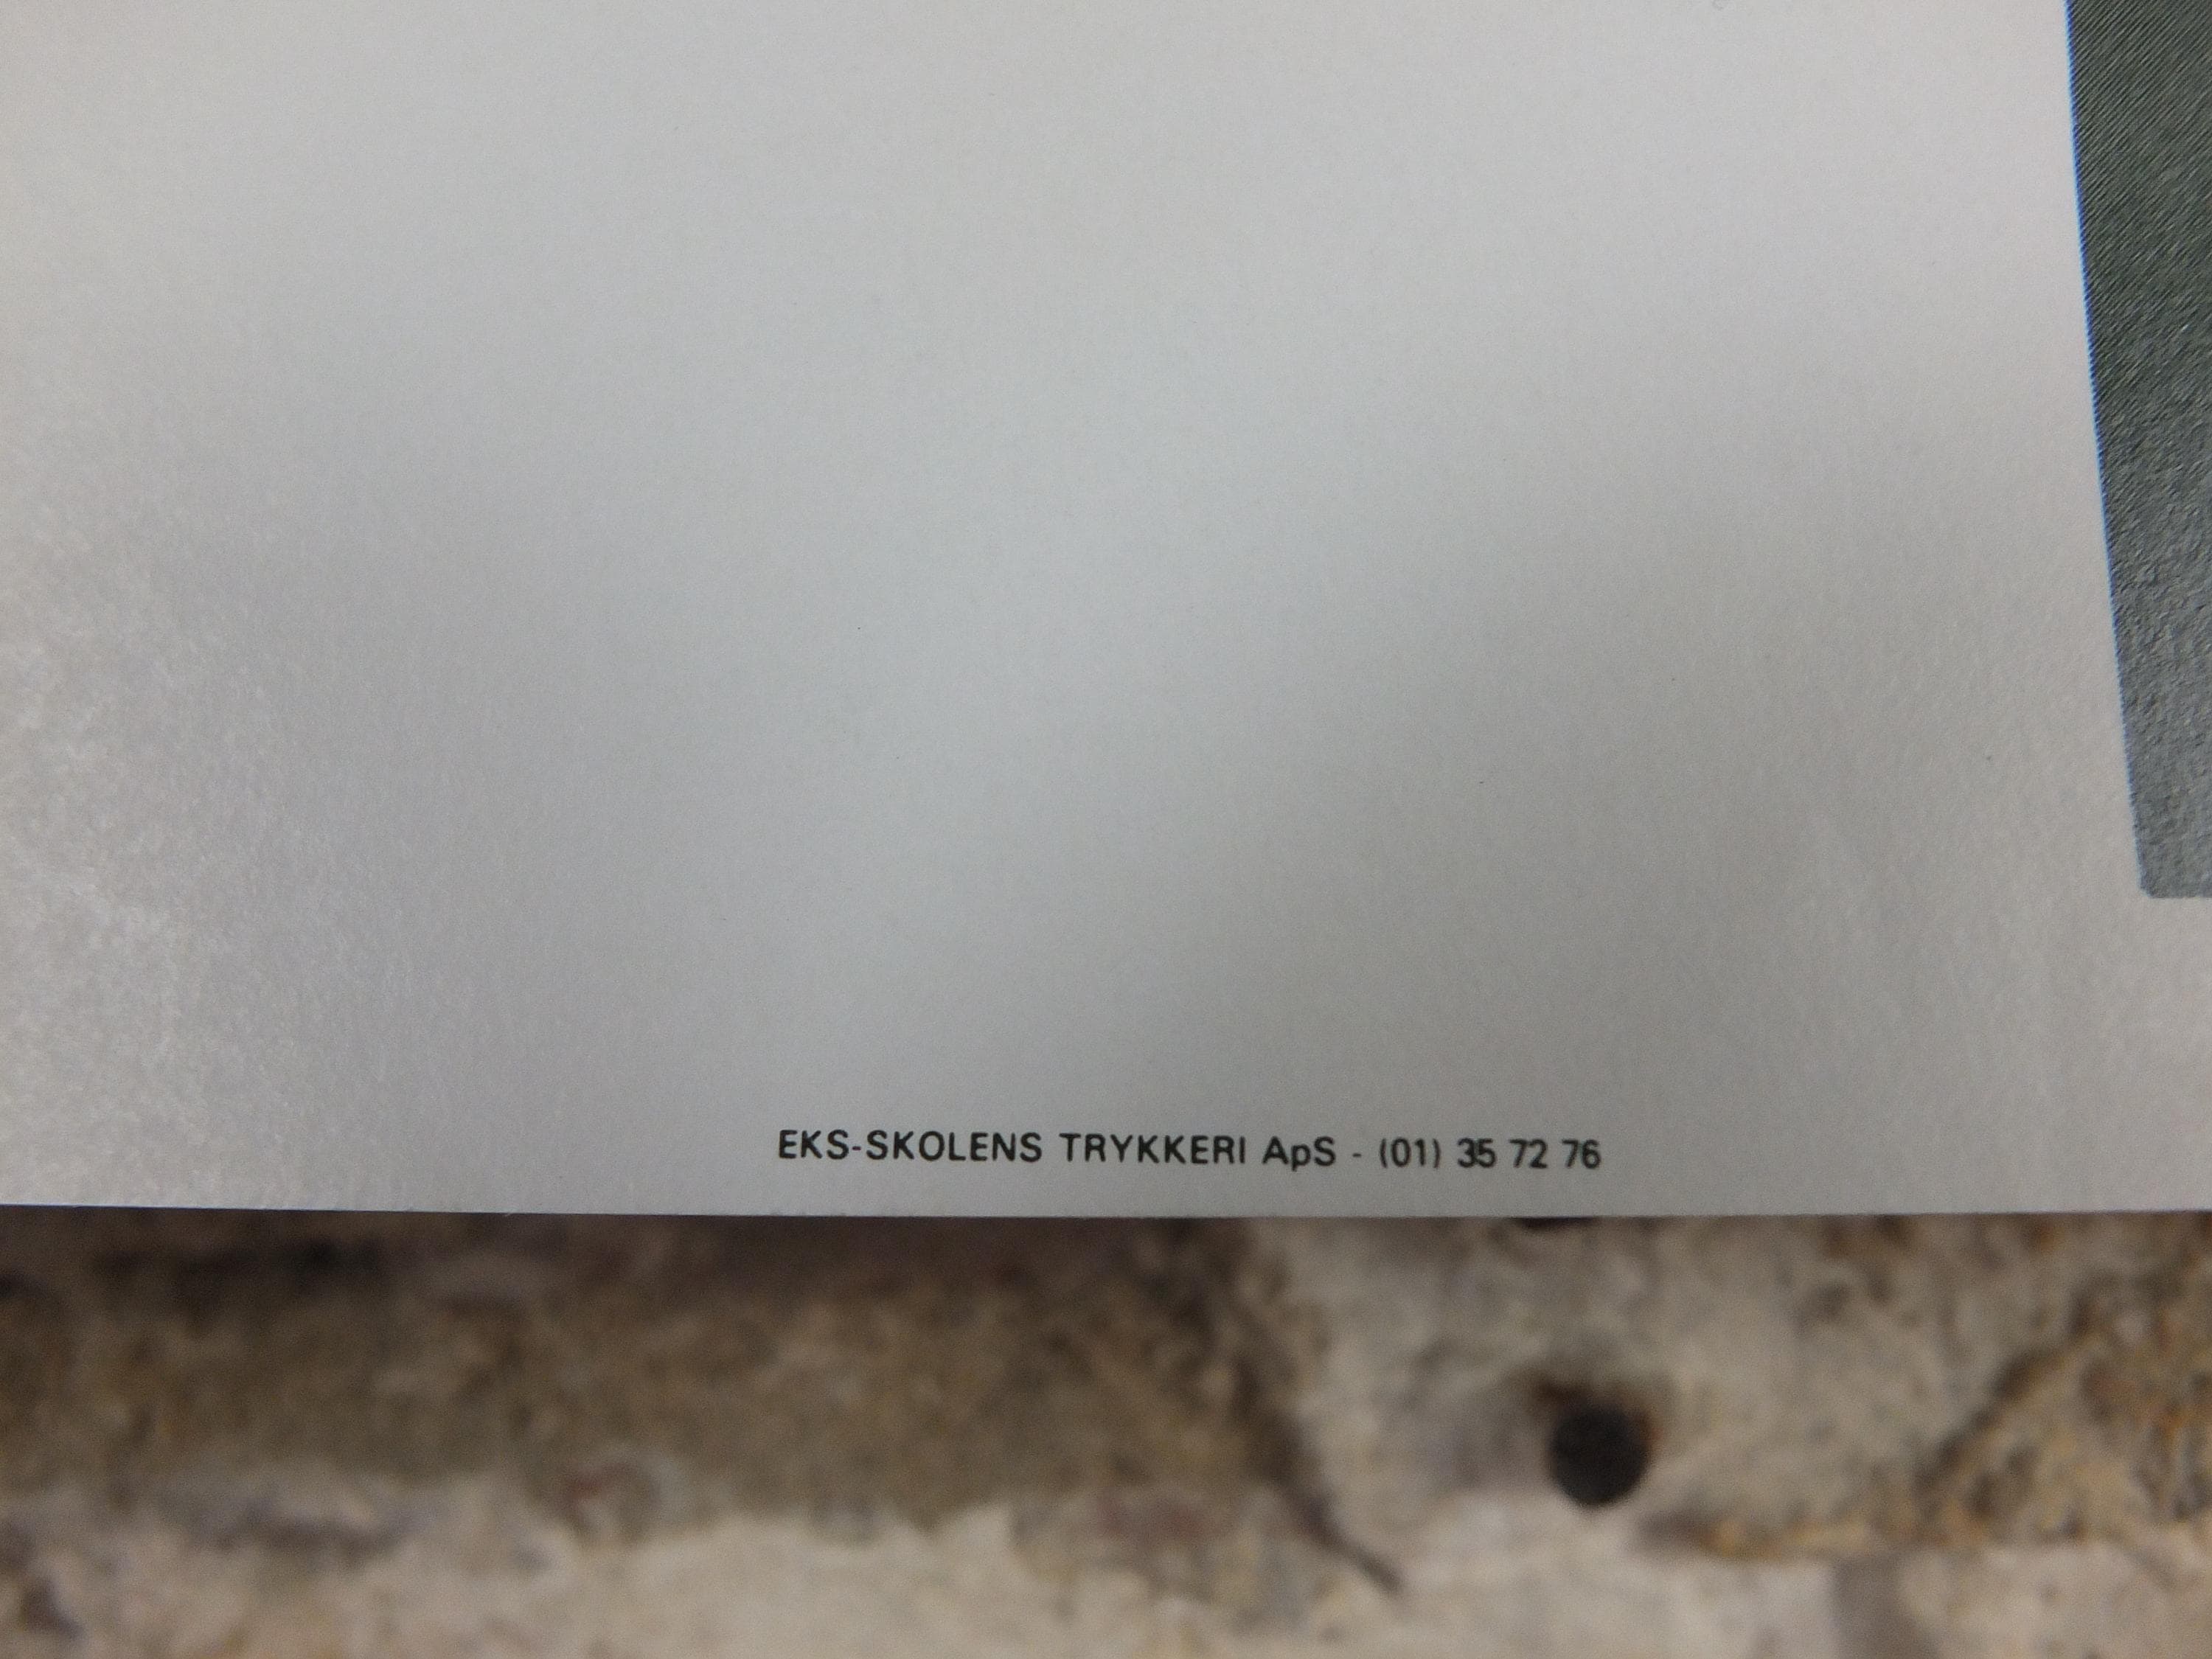 EKS-SKOLENS TRYKKERI ApS - (01) 35 72 76